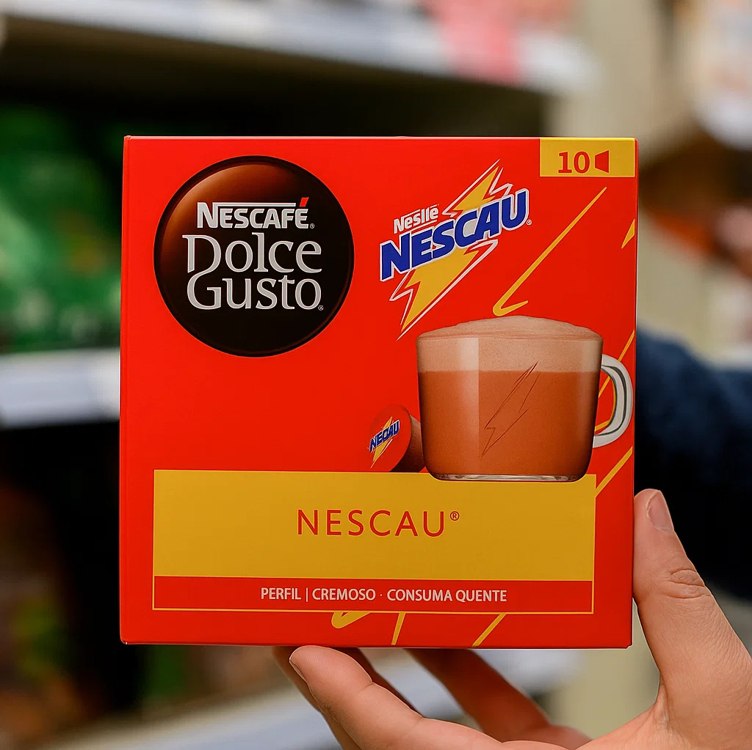 NESCAFÉ®
Dolce
Gusto®
Nestlé
NESCAU®
10
NESCAU
NESCAU®
PERFIL | CREMOSO · CONSUMA QUENTE